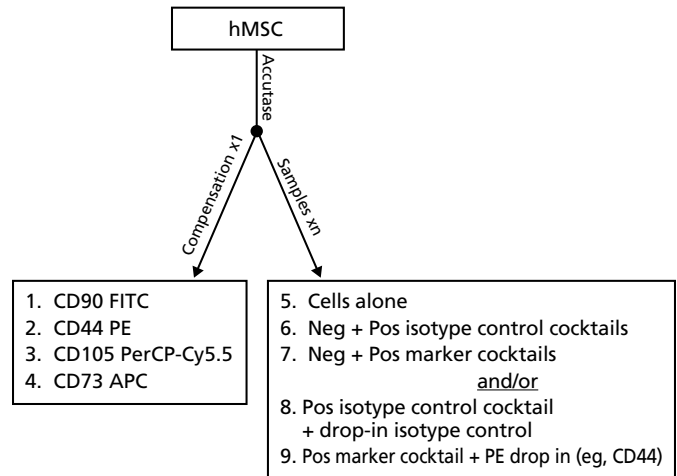 hMSC
Accutase
Compensation x1
Samples xn
1. CD90 FITC
2. CD44 PE
3. CD105 PerCP-Cy5.5
4. CD73 APC
5. Cells alone
6. Neg + Pos isotype control cocktails
7. Neg + Pos marker cocktails
and/or
8. Pos isotype control cocktail
+ drop-in isotype control
9. Pos marker cocktail + PE drop in (eg, CD44)